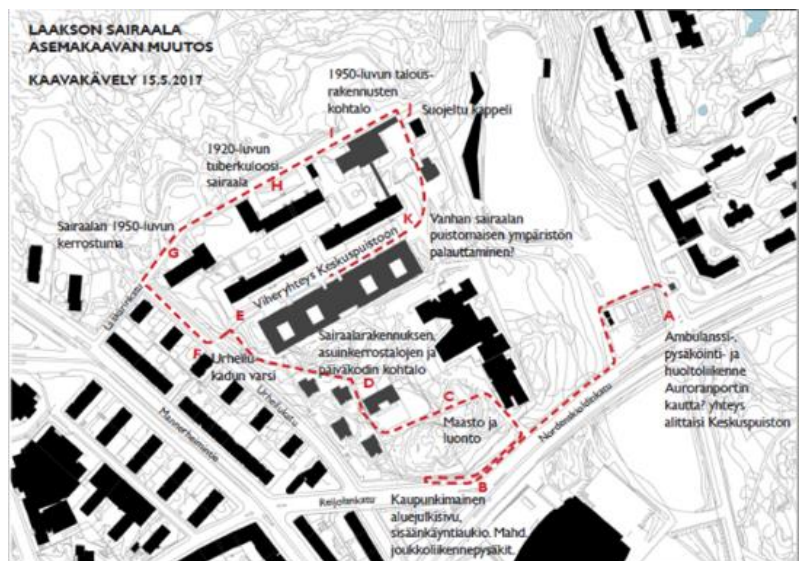 LAAKSON SAIRAALA
ASEMAKAAVAN MUUTOS
KAAVAKÄVELY 15.5.2017
1950-luvun talous-
rakennusten
kohtalo
J
Suojeltu kappeli
I
1920-luvun
tuberkuloosi-
sairaala
H
Sairaalan 1950-luvun
kerrostuma
G
K
Vanhan sairaalan
puistomaisen ympäristön
palauttaminen?
Viheryhteys Keskuspuistoon
Lääkärinkatu
E
F
Urheilu-
kadun varsi
Sairaalarakennuksen,
asuinkerrostalojen ja
päiväkodin kohtalo
D
C
Maasto ja
luonto
A
Ambulanssi-,
pysäköinti- ja
huoltoliikenne
Auroranportin
kautta? yhteys
alittaisi Keskuspuiston
Urheilukatu
Mannerheimintie
Nordenskiöldinkatu
Reijolankatu
B
Kaupunkimainen
aluejulkisivu,
sisäänkäyntiaukio. Mahd.
joukkoliikennepysäkit.